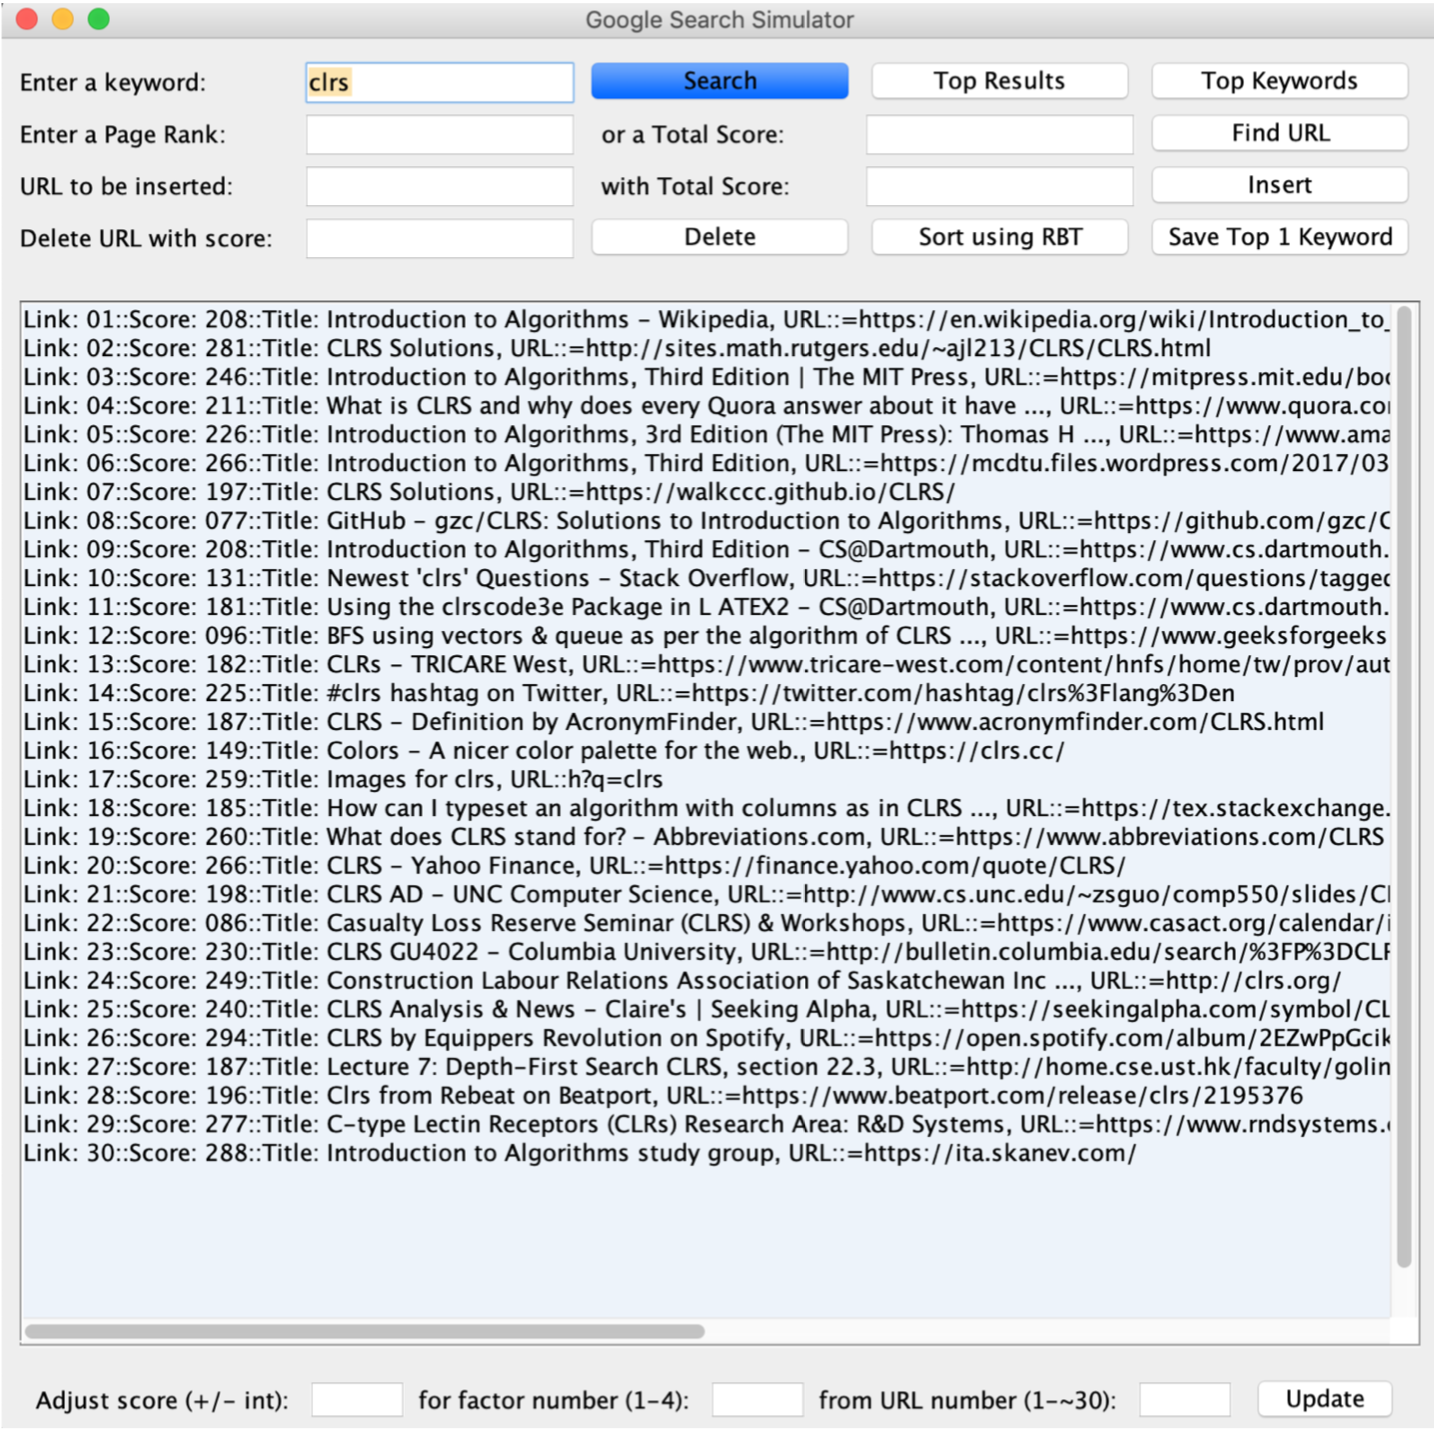 Google Search Simulator
Enter a keyword: clrs Search Top Results Top Keywords
Enter a Page Rank: or a Total Score: Find URL
URL to be inserted: with Total Score: Insert
Delete URL with score: Delete Sort using RBT Save Top 1 Keyword
Link: 01::Score: 208::Title: Introduction to Algorithms – Wikipedia, URL::=https://en.wikipedia.org/wiki/Introduction_to_
Link: 02::Score: 281::Title: CLRS Solutions, URL::=http://sites.math.rutgers.edu/~ajl213/CLRS/CLRS.html
Link: 03::Score: 246::Title: Introduction to Algorithms, Third Edition | The MIT Press, URL::=https://mitpress.mit.edu/boo
Link: 04::Score: 211::Title: What is CLRS and why does every Quora answer about it have ..., URL::=https://www.quora.co
Link: 05::Score: 226::Title: Introduction to Algorithms, 3rd Edition (The MIT Press): Thomas H ..., URL::=https://www.ama
Link: 06::Score: 266::Title: Introduction to Algorithms, Third Edition, URL::=https://mcdtu.files.wordpress.com/2017/03
Link: 07::Score: 197::Title: CLRS Solutions, URL::=https://walkccc.github.io/CLRS/
Link: 08::Score: 077::Title: GitHub – gzc/CLRS: Solutions to Introduction to Algorithms, URL::=https://github.com/gzc/C
Link: 09::Score: 208::Title: Introduction to Algorithms, Third Edition – CS@Dartmouth, URL::=https://www.cs.dartmouth.
Link: 10::Score: 131::Title: Newest 'clrs' Questions – Stack Overflow, URL::=https://stackoverflow.com/questions/tagged
Link: 11::Score: 181::Title: Using the clrscode3e Package in L ATEX2 – CS@Dartmouth, URL::=https://www.cs.dartmouth.
Link: 12::Score: 096::Title: BFS using vectors & queue as per the algorithm of CLRS ..., URL::=https://www.geeksforgeeks
Link: 13::Score: 182::Title: CLRs – TRICARE West, URL::=https://www.tricare-west.com/content/hnfs/home/tw/prov/aut
Link: 14::Score: 225::Title: #clrs hashtag on Twitter, URL::=https://twitter.com/hashtag/clrs%3Flang%3Den
Link: 15::Score: 187::Title: CLRS – Definition by AcronymFinder, URL::=https://www.acronymfinder.com/CLRS.html
Link: 16::Score: 149::Title: Colors – A nicer color palette for the web., URL::=https://clrs.cc/
Link: 17::Score: 259::Title: Images for clrs, URL::h?q=clrs
Link: 18::Score: 185::Title: How can I typeset an algorithm with columns as in CLRS ..., URL::=https://tex.stackexchange.
Link: 19::Score: 260::Title: What does CLRS stand for? – Abbreviations.com, URL::=https://www.abbreviations.com/CLRS
Link: 20::Score: 266::Title: CLRS – Yahoo Finance, URL::=https://finance.yahoo.com/quote/CLRS/
Link: 21::Score: 198::Title: CLRS AD – UNC Computer Science, URL::=http://www.cs.unc.edu/~zsguo/comp550/slides/Cl
Link: 22::Score: 086::Title: Casualty Loss Reserve Seminar (CLRS) & Workshops, URL::=https://www.casact.org/calendar/i
Link: 23::Score: 230::Title: CLRS GU4022 – Columbia University, URL::=http://bulletin.columbia.edu/search/%3FP%3DCLR
Link: 24::Score: 249::Title: Construction Labour Relations Association of Saskatchewan Inc ..., URL::=http://clrs.org/
Link: 25::Score: 240::Title: CLRS Analysis & News – Claire's | Seeking Alpha, URL::=https://seekingalpha.com/symbol/CL
Link: 26::Score: 294::Title: CLRS by Equippers Revolution on Spotify, URL::=https://open.spotify.com/album/2EZwPpGcik
Link: 27::Score: 187::Title: Lecture 7: Depth–First Search CLRS, section 22.3, URL::=http://home.cse.ust.hk/faculty/golin
Link: 28::Score: 196::Title: Clrs from Rebeat on Beatport, URL::=https://www.beatport.com/release/clrs/2195376
Link: 29::Score: 277::Title: C–type Lectin Receptors (CLRs) Research Area: R&D Systems, URL::=https://www.rndsystems.
Link: 30::Score: 288::Title: Introduction to Algorithms study group, URL::=https://ita.skanev.com/
Adjust score (+/– int): for factor number (1–4): from URL number (1–~30): Update